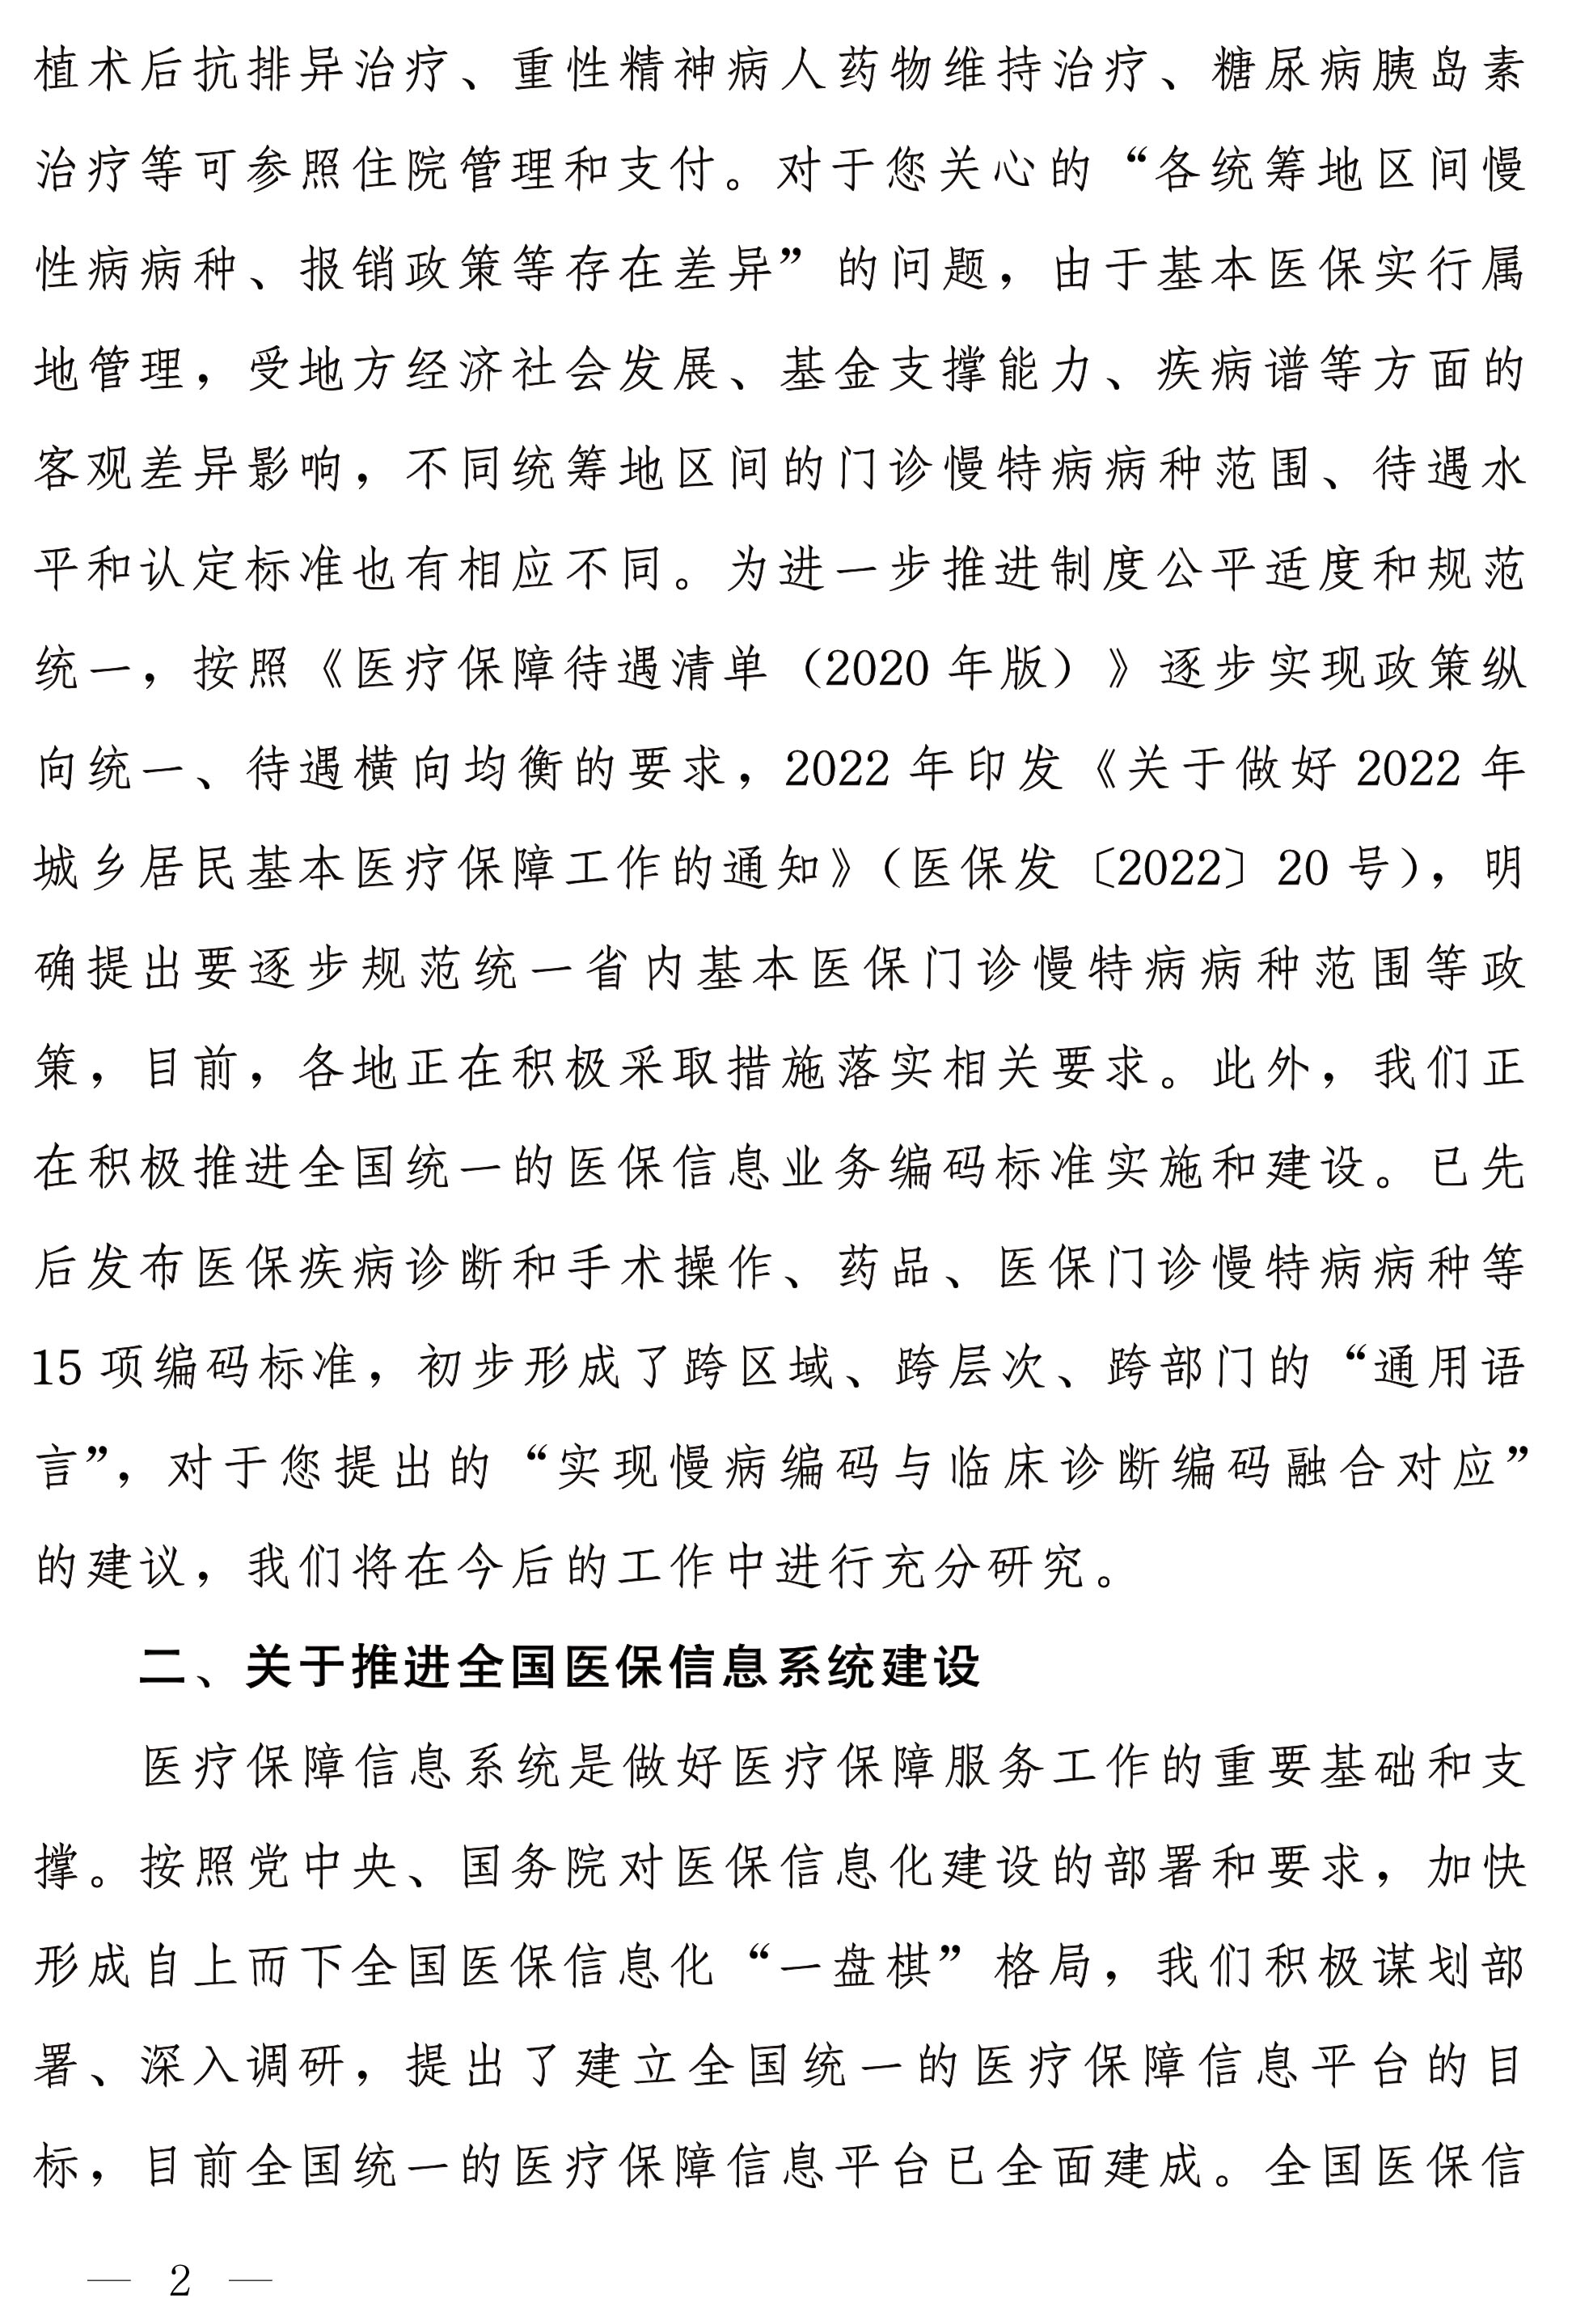 植术后抗排异治疗、重性精神病人药物维持治疗、糖尿病胰岛素
治疗等可参照住院管理和支付。对于您关心的“各统筹地区间慢
性病病种、报销政策等存在差异”的问题，由于基本医保实行属
地管理，受地方经济社会发展、基金支撑能力、疾病谱等方面的
客观差异影响，不同统筹地区间的门诊慢特病病种范围、待遇水
平和认定标准也有相应不同。为进一步推进制度公平适度和规范
统一，按照《医疗保障待遇清单（2020 年版）》逐步实现政策纵
向统一、待遇横向均衡的要求，2022 年印发《关于做好 2022 年
城乡居民基本医疗保障工作的通知》（医保发〔2022〕20 号），明
确提出要逐步规范统一省内基本医保门诊慢特病病种范围等政
策，目前，各地正在积极采取措施落实相关要求。此外，我们正
在积极推进全国统一的医保信息业务编码标准实施和建设。已先
后发布医保疾病诊断和手术操作、药品、医保门诊慢特病病种等
15 项编码标准，初步形成了跨区域、跨层次、跨部门的“通用语
言”，对于您提出的“实现慢病编码与临床诊断编码融合对应”
的建议，我们将在今后的工作中进行充分研究。
二、关于推进全国医保信息系统建设
医疗保障信息系统是做好医疗保障服务工作的重要基础和支
撑。按照党中央、国务院对医保信息化建设的部署和要求，加快
形成自上而下全国医保信息化“一盘棋”格局，我们积极谋划部
署、深入调研，提出了建立全国统一的医疗保障信息平台的目
标，目前全国统一的医疗保障信息平台已全面建成。全国医保信
— 2 —